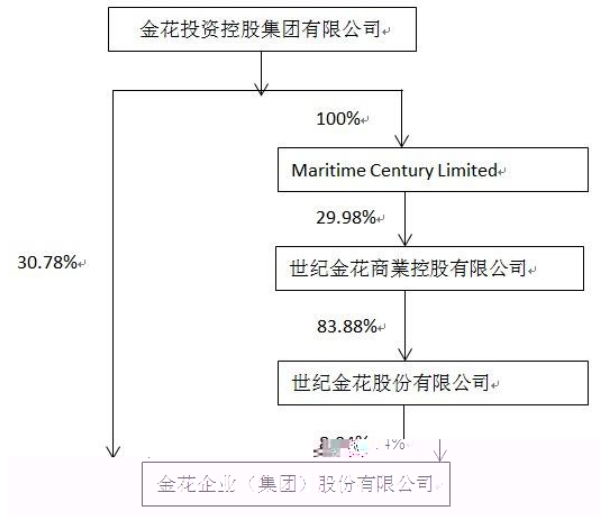 金花投资控股集团有限公司
100%
Maritime Century Limited
29.98%
30.78%
世纪金花商業控股有限公司
83.88%
世纪金花股份有限公司
金花企业（集团）股份有限公司